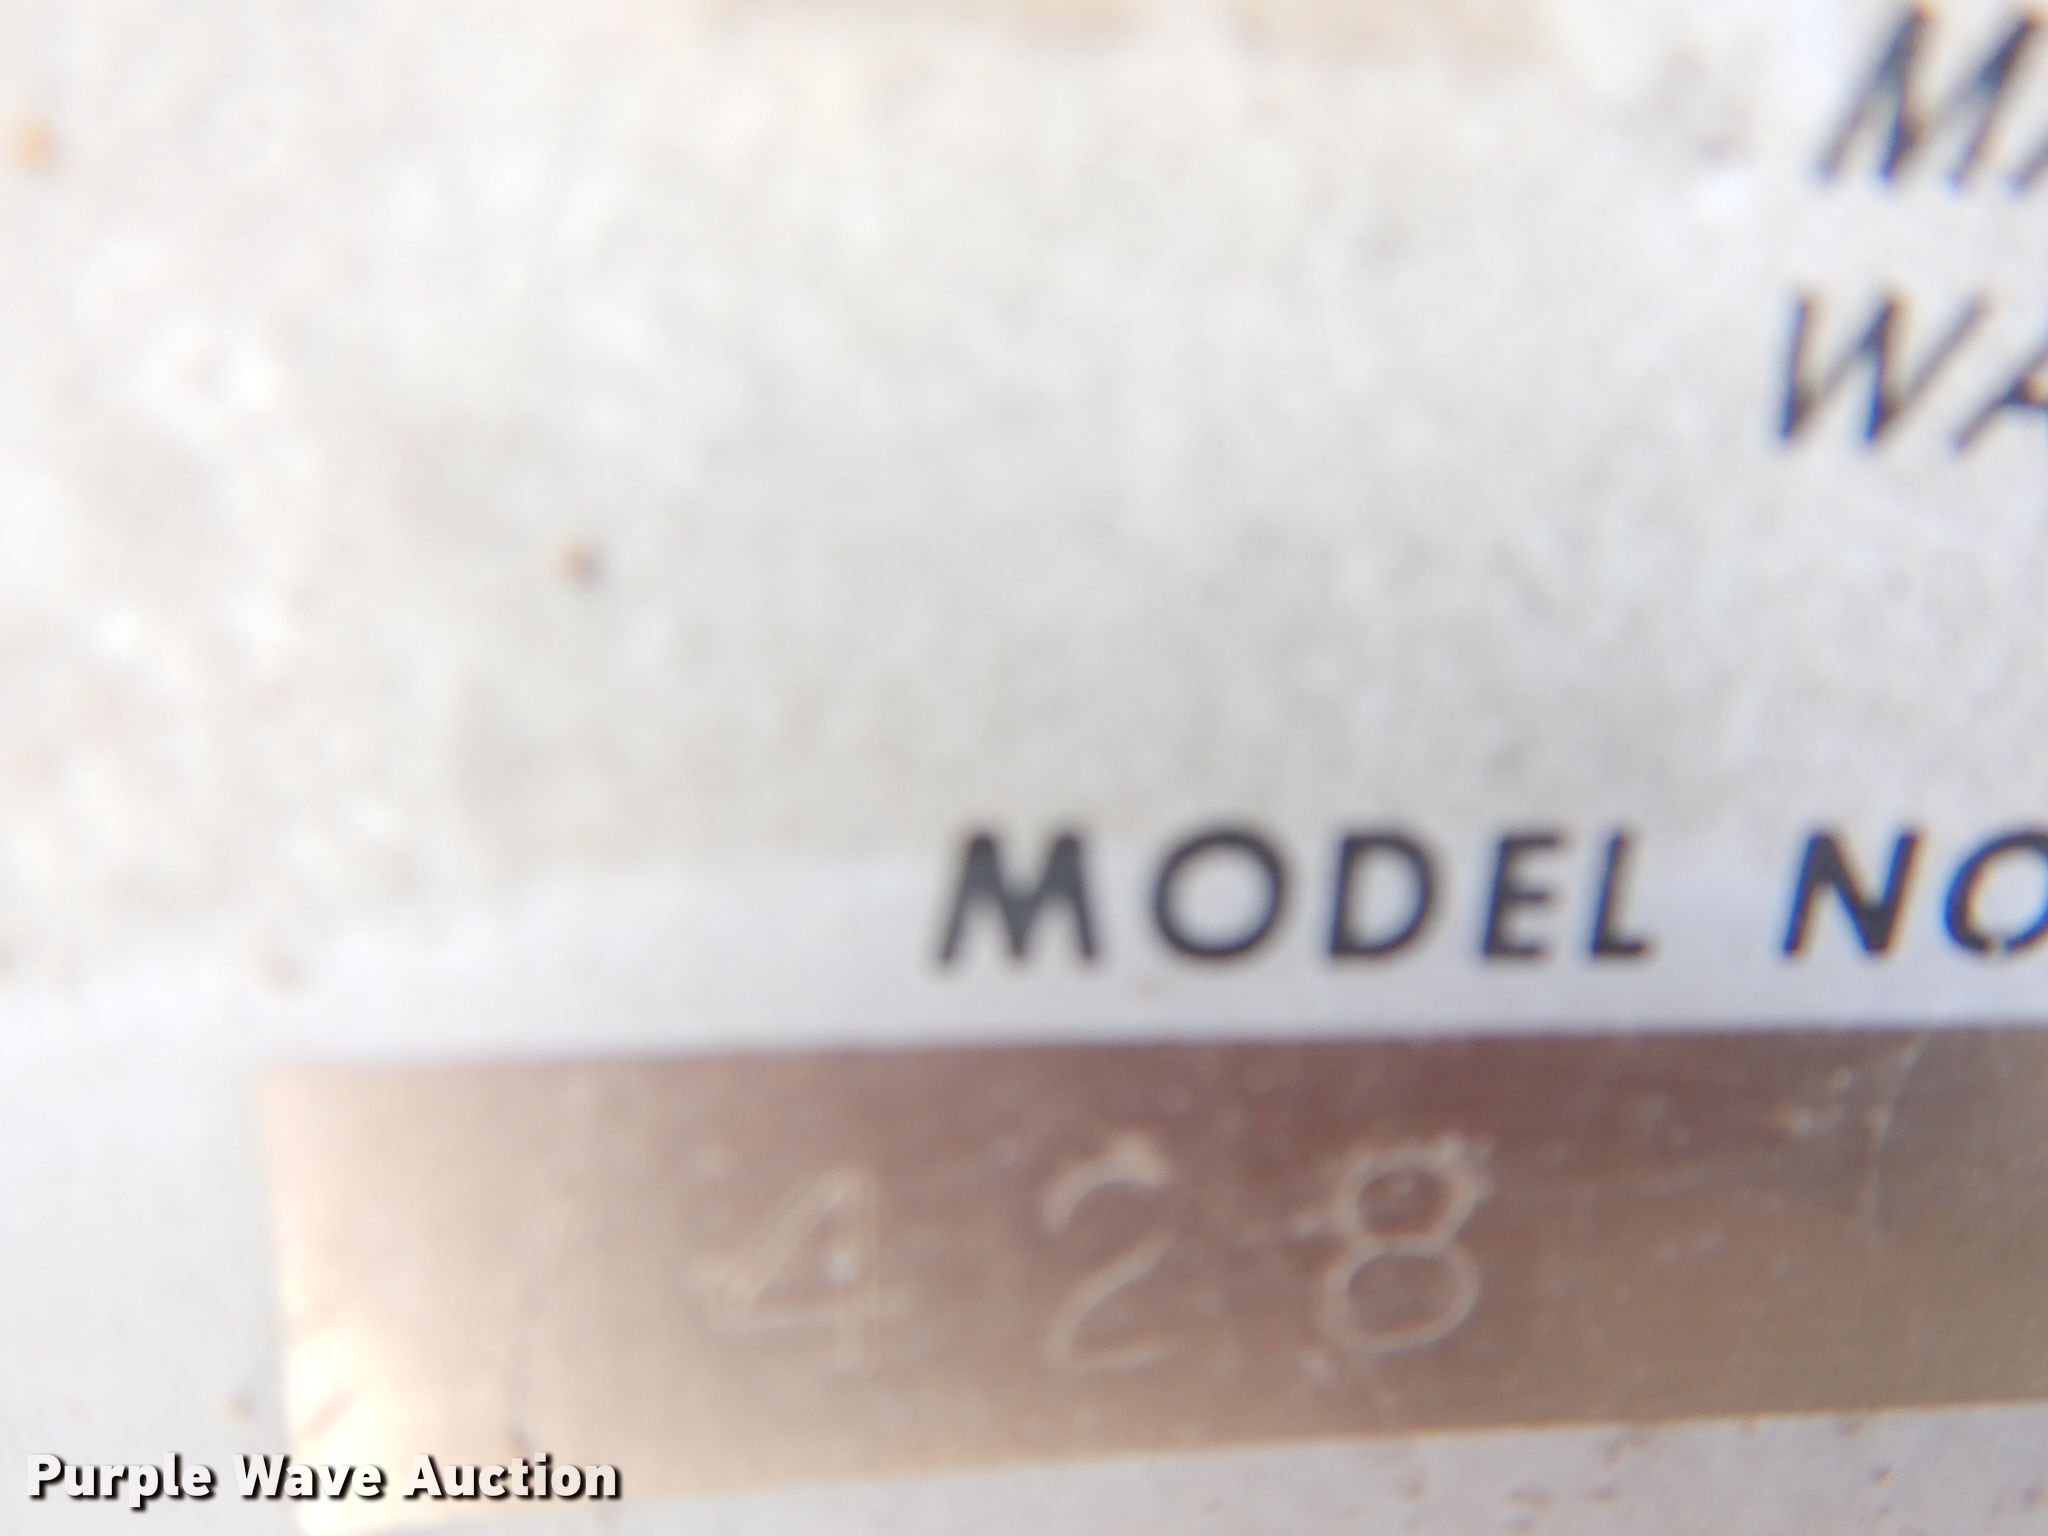 MODEL NO
428
Purple Wave Auction